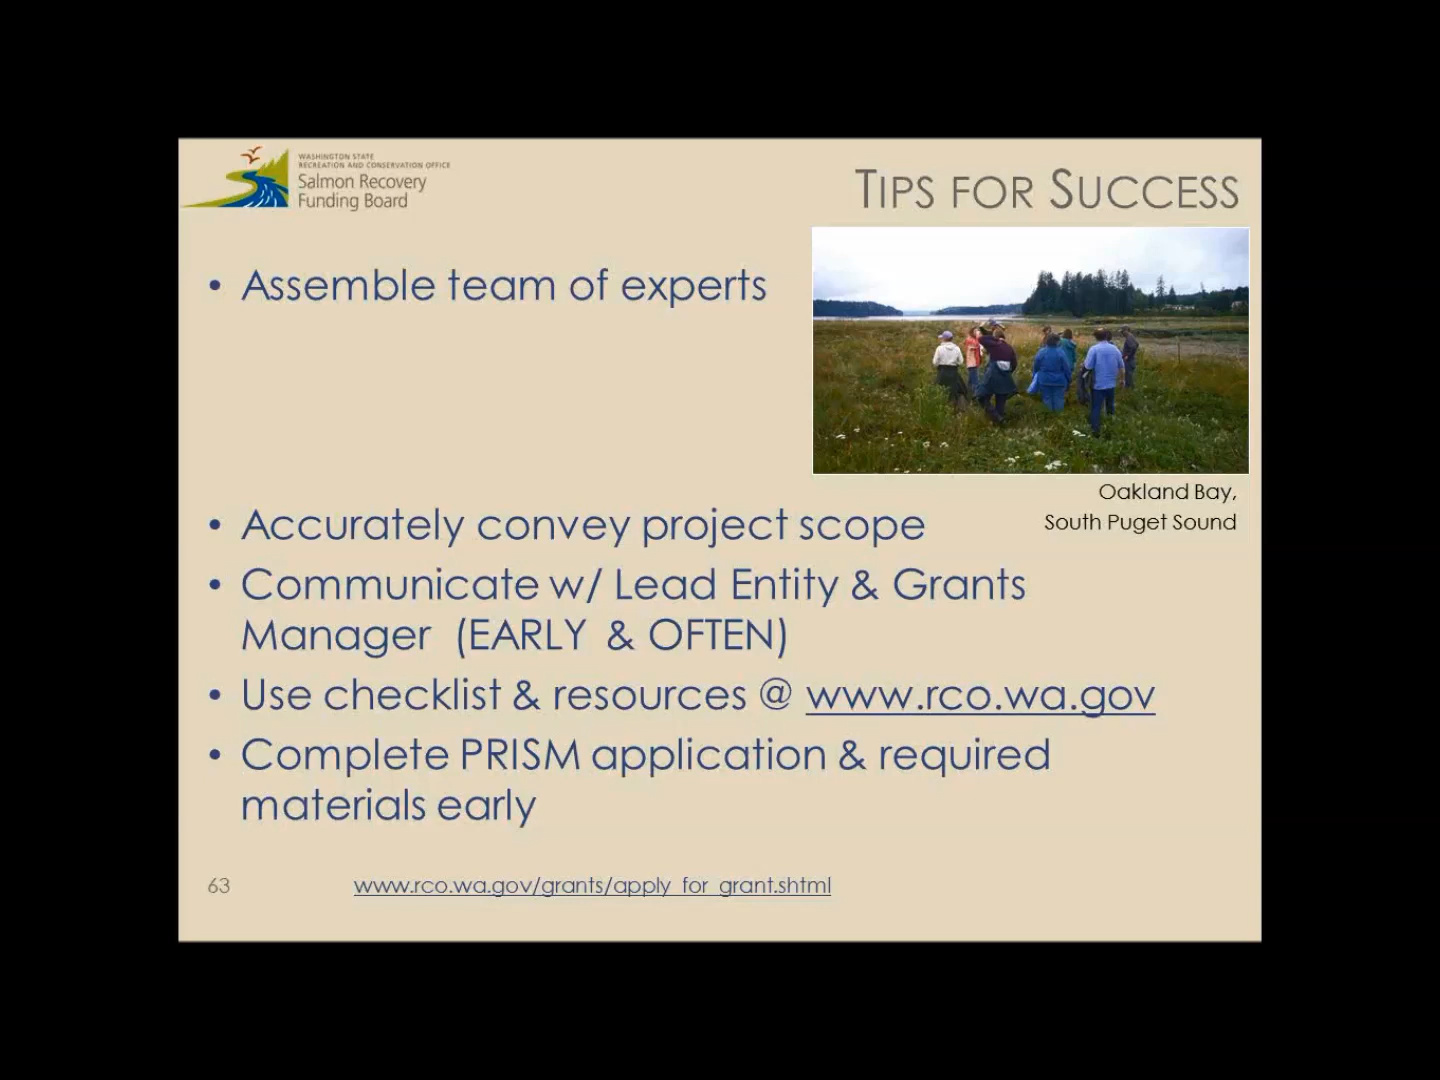 WASHINGTON STATE
RECREATION AND CONSERVATION OFFICE
Salmon Recovery
Funding Board
TIPS FOR SUCCESS
• Assemble team of experts
Oakland Bay,
South Puget Sound
• Accurately convey project scope
• Communicate w/ Lead Entity & Grants
Manager (EARLY & OFTEN)
• Use checklist & resources @ www.rco.wa.gov
• Complete PRISM application & required
materials early
63
www.rco.wa.gov/grants/apply_for_grant.shtml